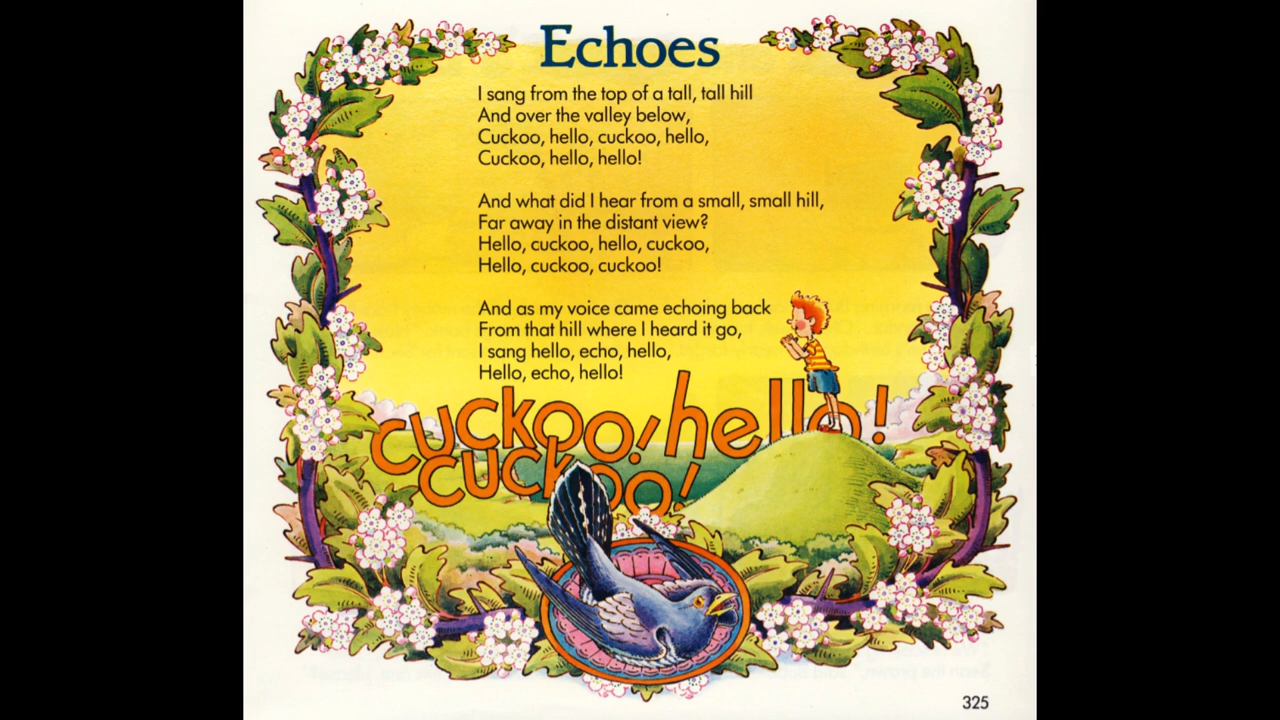 Echoes
I sang from the top of a tall, tall hill
And over the valley below,
Cuckoo, hello, cuckoo, hello,
Cuckoo, hello, hello!
And what did I hear from a small, small hill,
Far away in the distant view?
Hello, cuckoo, hello, cuckoo,
Hello, cuckoo, cuckoo!
And as my voice came echoing back
From that hill where I heard it go,
I sang hello, echo, hello,
Hello, echo, hello!
cuckoo! hello!
cuckoo!
325